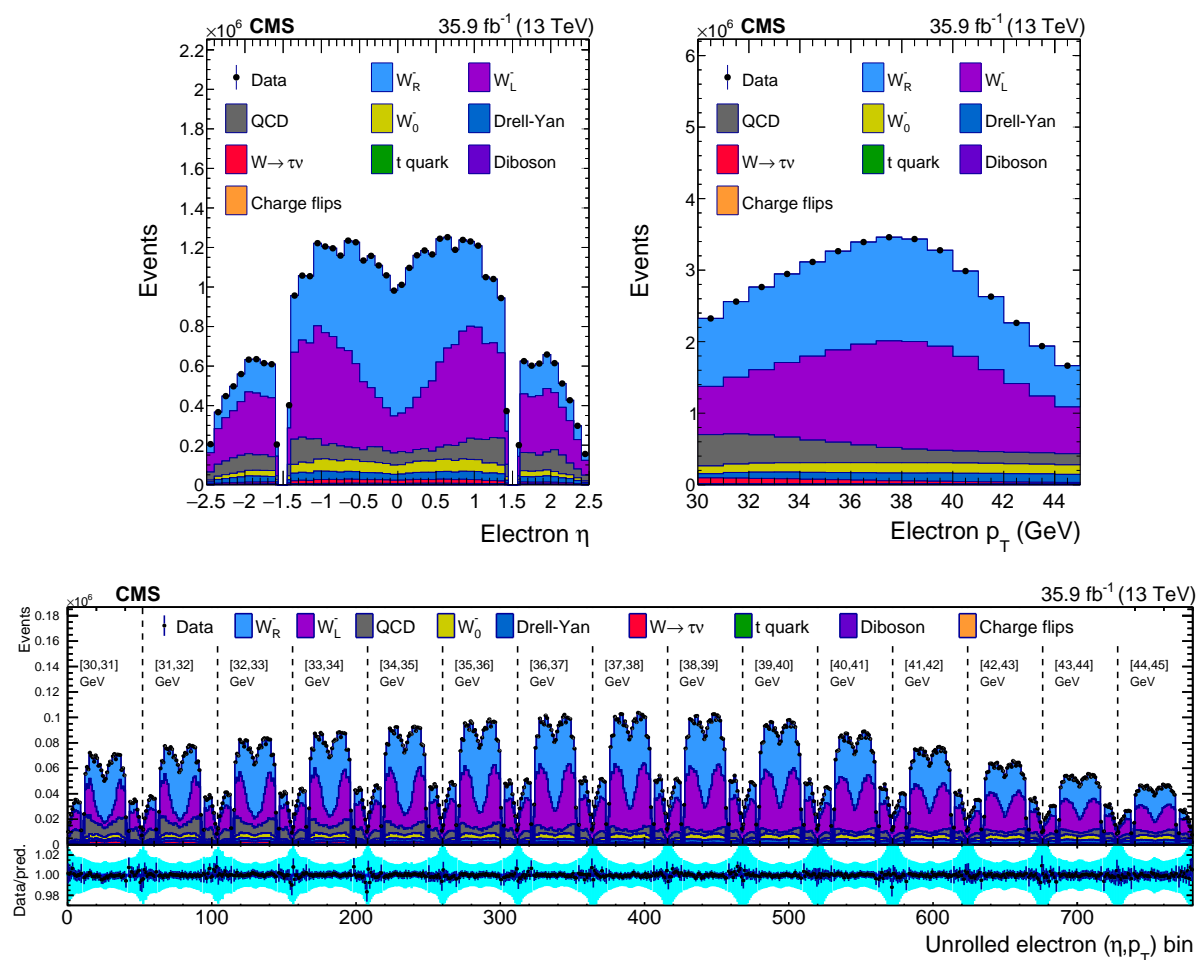 ×10⁶ CMS 35.9 fb⁻¹ (13 TeV)
Data W⁻_R W⁻_L
QCD W⁻_0 Drell-Yan
W→ τν t quark Diboson
Charge flips
Events
2.2
2
1.8
1.6
1.4
1.2
1
0.8
0.6
0.4
0.2
0
−2.5 −2 −1.5 −1 −0.5 0 0.5 1 1.5 2 2.5
Electron η
×10⁶ CMS 35.9 fb⁻¹ (13 TeV)
Data W⁻_R W⁻_L
QCD W⁻_0 Drell-Yan
W→ τν t quark Diboson
Charge flips
Events
6
5
4
3
2
1
0
30 32 34 36 38 40 42 44
Electron p_T (GeV)
×10⁶ CMS 35.9 fb⁻¹ (13 TeV)
Data W⁻_R W⁻_L QCD W⁻_0 Drell-Yan W→ τν t quark Diboson Charge flips
Events
0.18
0.16
0.14
0.12
0.1
0.08
0.06
0.04
0.02
0
[30,31] [31,32] [32,33] [33,34] [34,35] [35,36] [36,37] [37,38] [38,39] [39,40] [40,41] [41,42] [42,43] [43,44] [44,45]
GeV GeV GeV GeV GeV GeV GeV GeV GeV GeV GeV GeV GeV GeV GeV
Data/pred.
1.02
1.00
0.98
0 100 200 300 400 500 600 700
Unrolled electron (η,p_T) bin